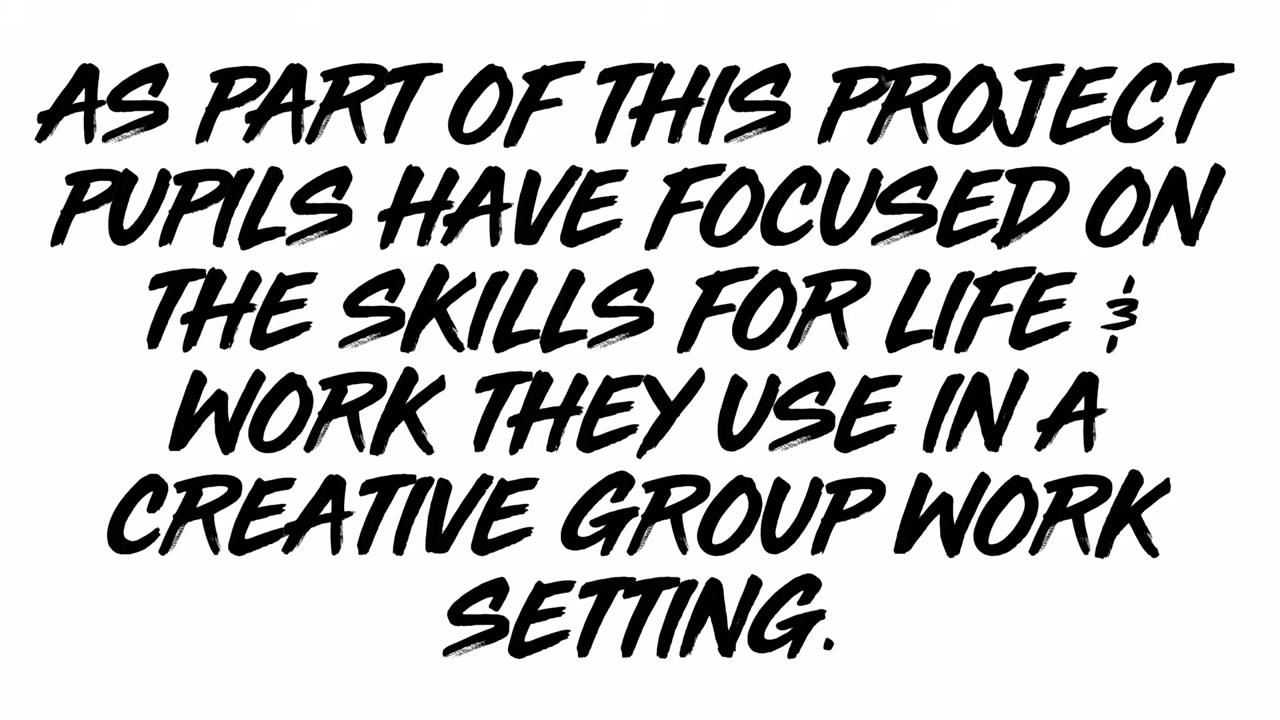 AS PART OF THIS PROJECT
PUPILS HAVE FOCUSED ON
THE SKILLS FOR LIFE &
WORK THEY USE IN A
CREATIVE GROUP WORK
SETTING.